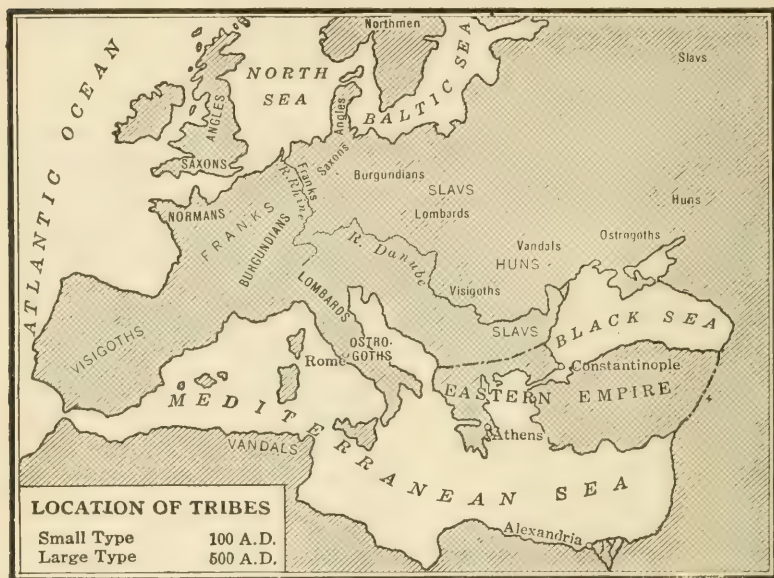 Northmen
Slavs
NORTH
SEA
BALTIC SEA
ATLANTIC OCEAN
ANGLES
Angles
SAXONS
Saxons
Franks
R. Rhine
Burgundians
SLAVS
Lombards
Huns
NORMANS
FRANKS
BURGUNDIANS
R. Danube
Vandals
Ostrogoths
HUNS
Visigoths
LOMBARDS
VISIGOTHS
OSTRO-
GOTHS
SLAVS
BLACK SEA
Rome
Constantinople
EASTERN EMPIRE
MEDITERRANEAN SEA
Athens
VANDALS
Alexandria
LOCATION OF TRIBES
Small Type 100 A.D.
Large Type 500 A.D.